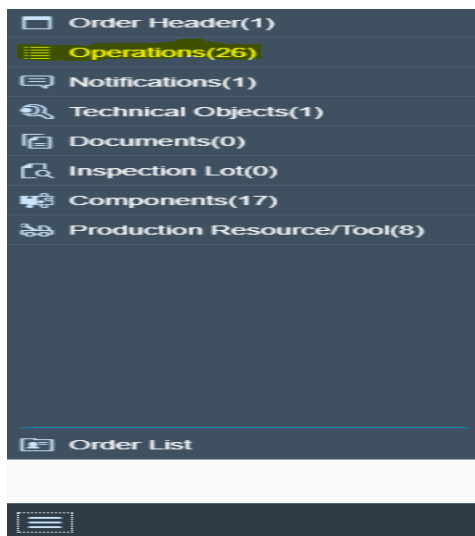 Order Header(1)
Operations(26)
Notifications(1)
Technical Objects(1)
Documents(0)
Inspection Lot(0)
Components(17)
Production Resource/Tool(8)
Order List